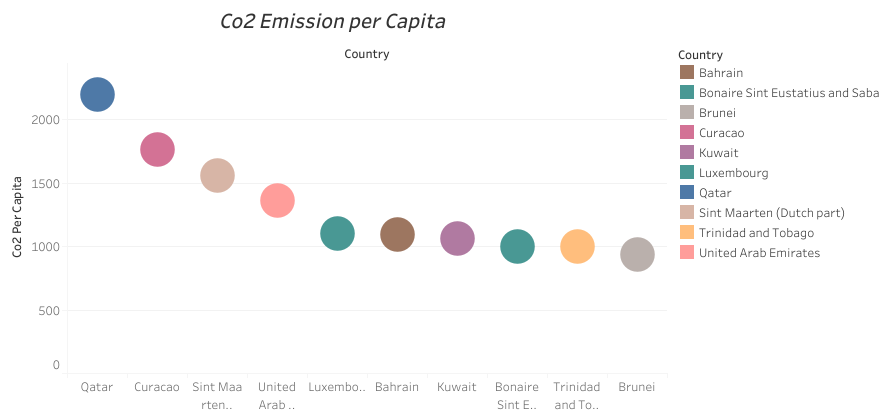 Co2 Emission per Capita
Country
Country
Bahrain
Bonaire Sint Eustatius and Saba
Brunei
Curacao
Kuwait
Luxembourg
Qatar
Sint Maarten (Dutch part)
Trinidad and Tobago
United Arab Emirates
Co2 Per Capita
2000
1500
1000
500
0
Qatar
Curacao
Sint Maa
rten..
United
Arab ..
Luxembo..
Bahrain
Kuwait
Bonaire
Sint E..
Trinidad
and To..
Brunei